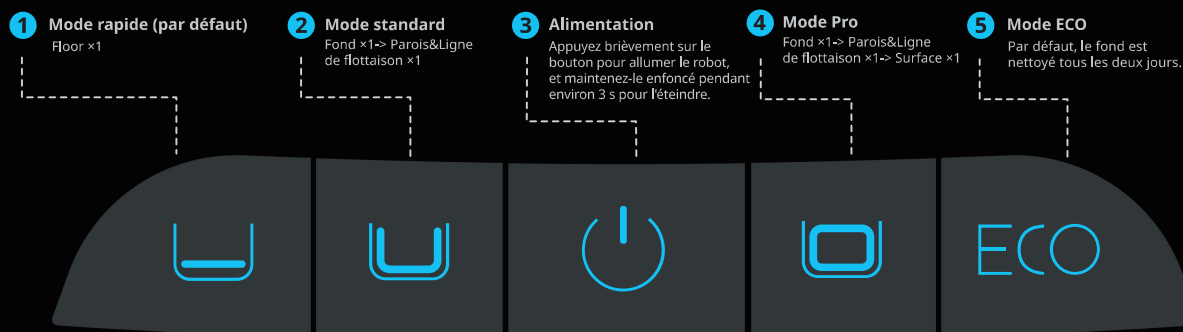 1 Mode rapide (par défaut)
Floor ×1
2 Mode standard
Fond ×1-> Parois&Ligne
de flottaison ×1
3 Alimentation
Appuyez brièvement sur le
bouton pour allumer le robot,
et maintenez-le enfoncé pendant
environ 3 s pour l'éteindre.
4 Mode Pro
Fond ×1-> Parois&Ligne
de flottaison ×1-> Surface ×1
5 Mode ECO
Par défaut, le fond est
nettoyé tous les deux jours.
ECO